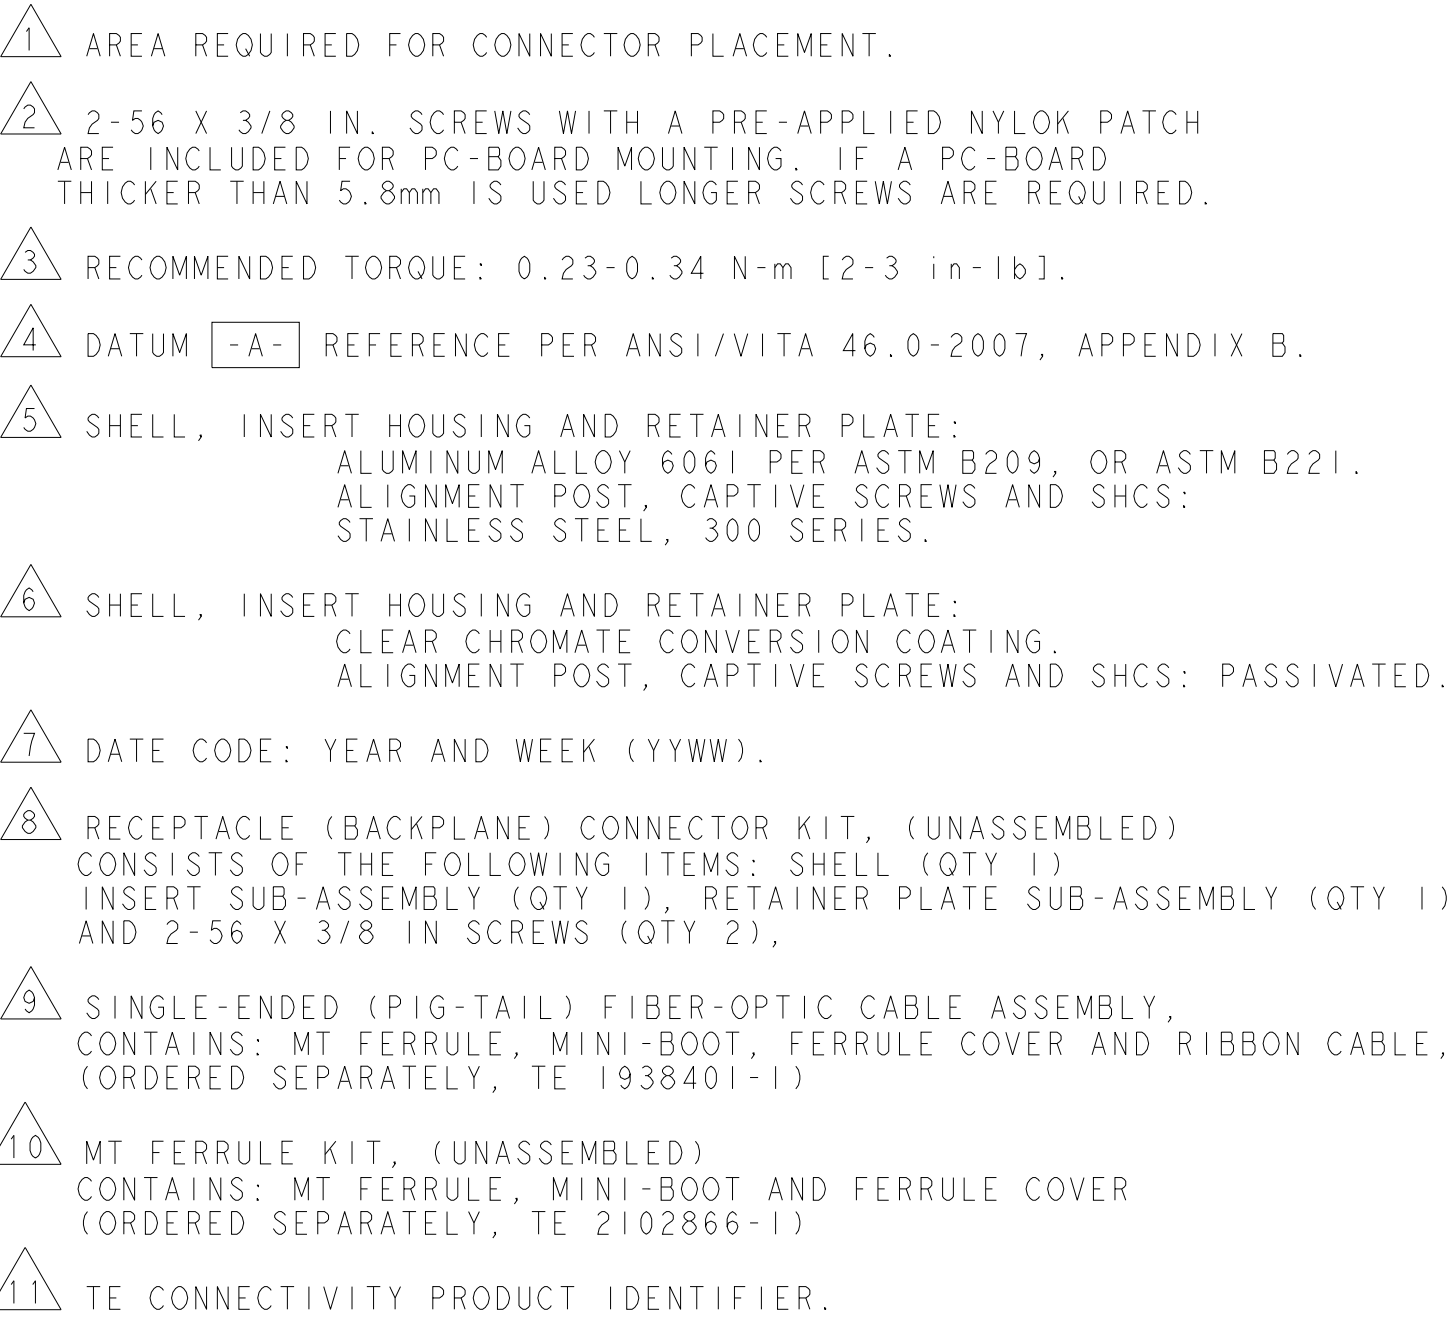 1 AREA REQUIRED FOR CONNECTOR PLACEMENT.
2 2-56 X 3/8 IN. SCREWS WITH A PRE-APPLIED NYLOK PATCH
ARE INCLUDED FOR PC-BOARD MOUNTING. IF A PC-BOARD
THICKER THAN 5.8mm IS USED LONGER SCREWS ARE REQUIRED.
3 RECOMMENDED TORQUE: 0.23-0.34 N-m [2-3 in-lb].
4 DATUM -A- REFERENCE PER ANSI/VITA 46.0-2007, APPENDIX B.
5 SHELL, INSERT HOUSING AND RETAINER PLATE:
ALUMINUM ALLOY 6061 PER ASTM B209, OR ASTM B221.
ALIGNMENT POST, CAPTIVE SCREWS AND SHCS:
STAINLESS STEEL, 300 SERIES.
6 SHELL, INSERT HOUSING AND RETAINER PLATE:
CLEAR CHROMATE CONVERSION COATING.
ALIGNMENT POST, CAPTIVE SCREWS AND SHCS: PASSIVATED.
7 DATE CODE: YEAR AND WEEK (YYWW).
8 RECEPTACLE (BACKPLANE) CONNECTOR KIT, (UNASSEMBLED)
CONSISTS OF THE FOLLOWING ITEMS: SHELL (QTY 1)
INSERT SUB-ASSEMBLY (QTY 1), RETAINER PLATE SUB-ASSEMBLY (QTY 1)
AND 2-56 X 3/8 IN SCREWS (QTY 2),
9 SINGLE-ENDED (PIG-TAIL) FIBER-OPTIC CABLE ASSEMBLY,
CONTAINS: MT FERRULE, MINI-BOOT, FERRULE COVER AND RIBBON CABLE,
(ORDERED SEPARATELY, TE 1938401-1)
10 MT FERRULE KIT, (UNASSEMBLED)
CONTAINS: MT FERRULE, MINI-BOOT AND FERRULE COVER
(ORDERED SEPARATELY, TE 2102866-1)
11 TE CONNECTIVITY PRODUCT IDENTIFIER.